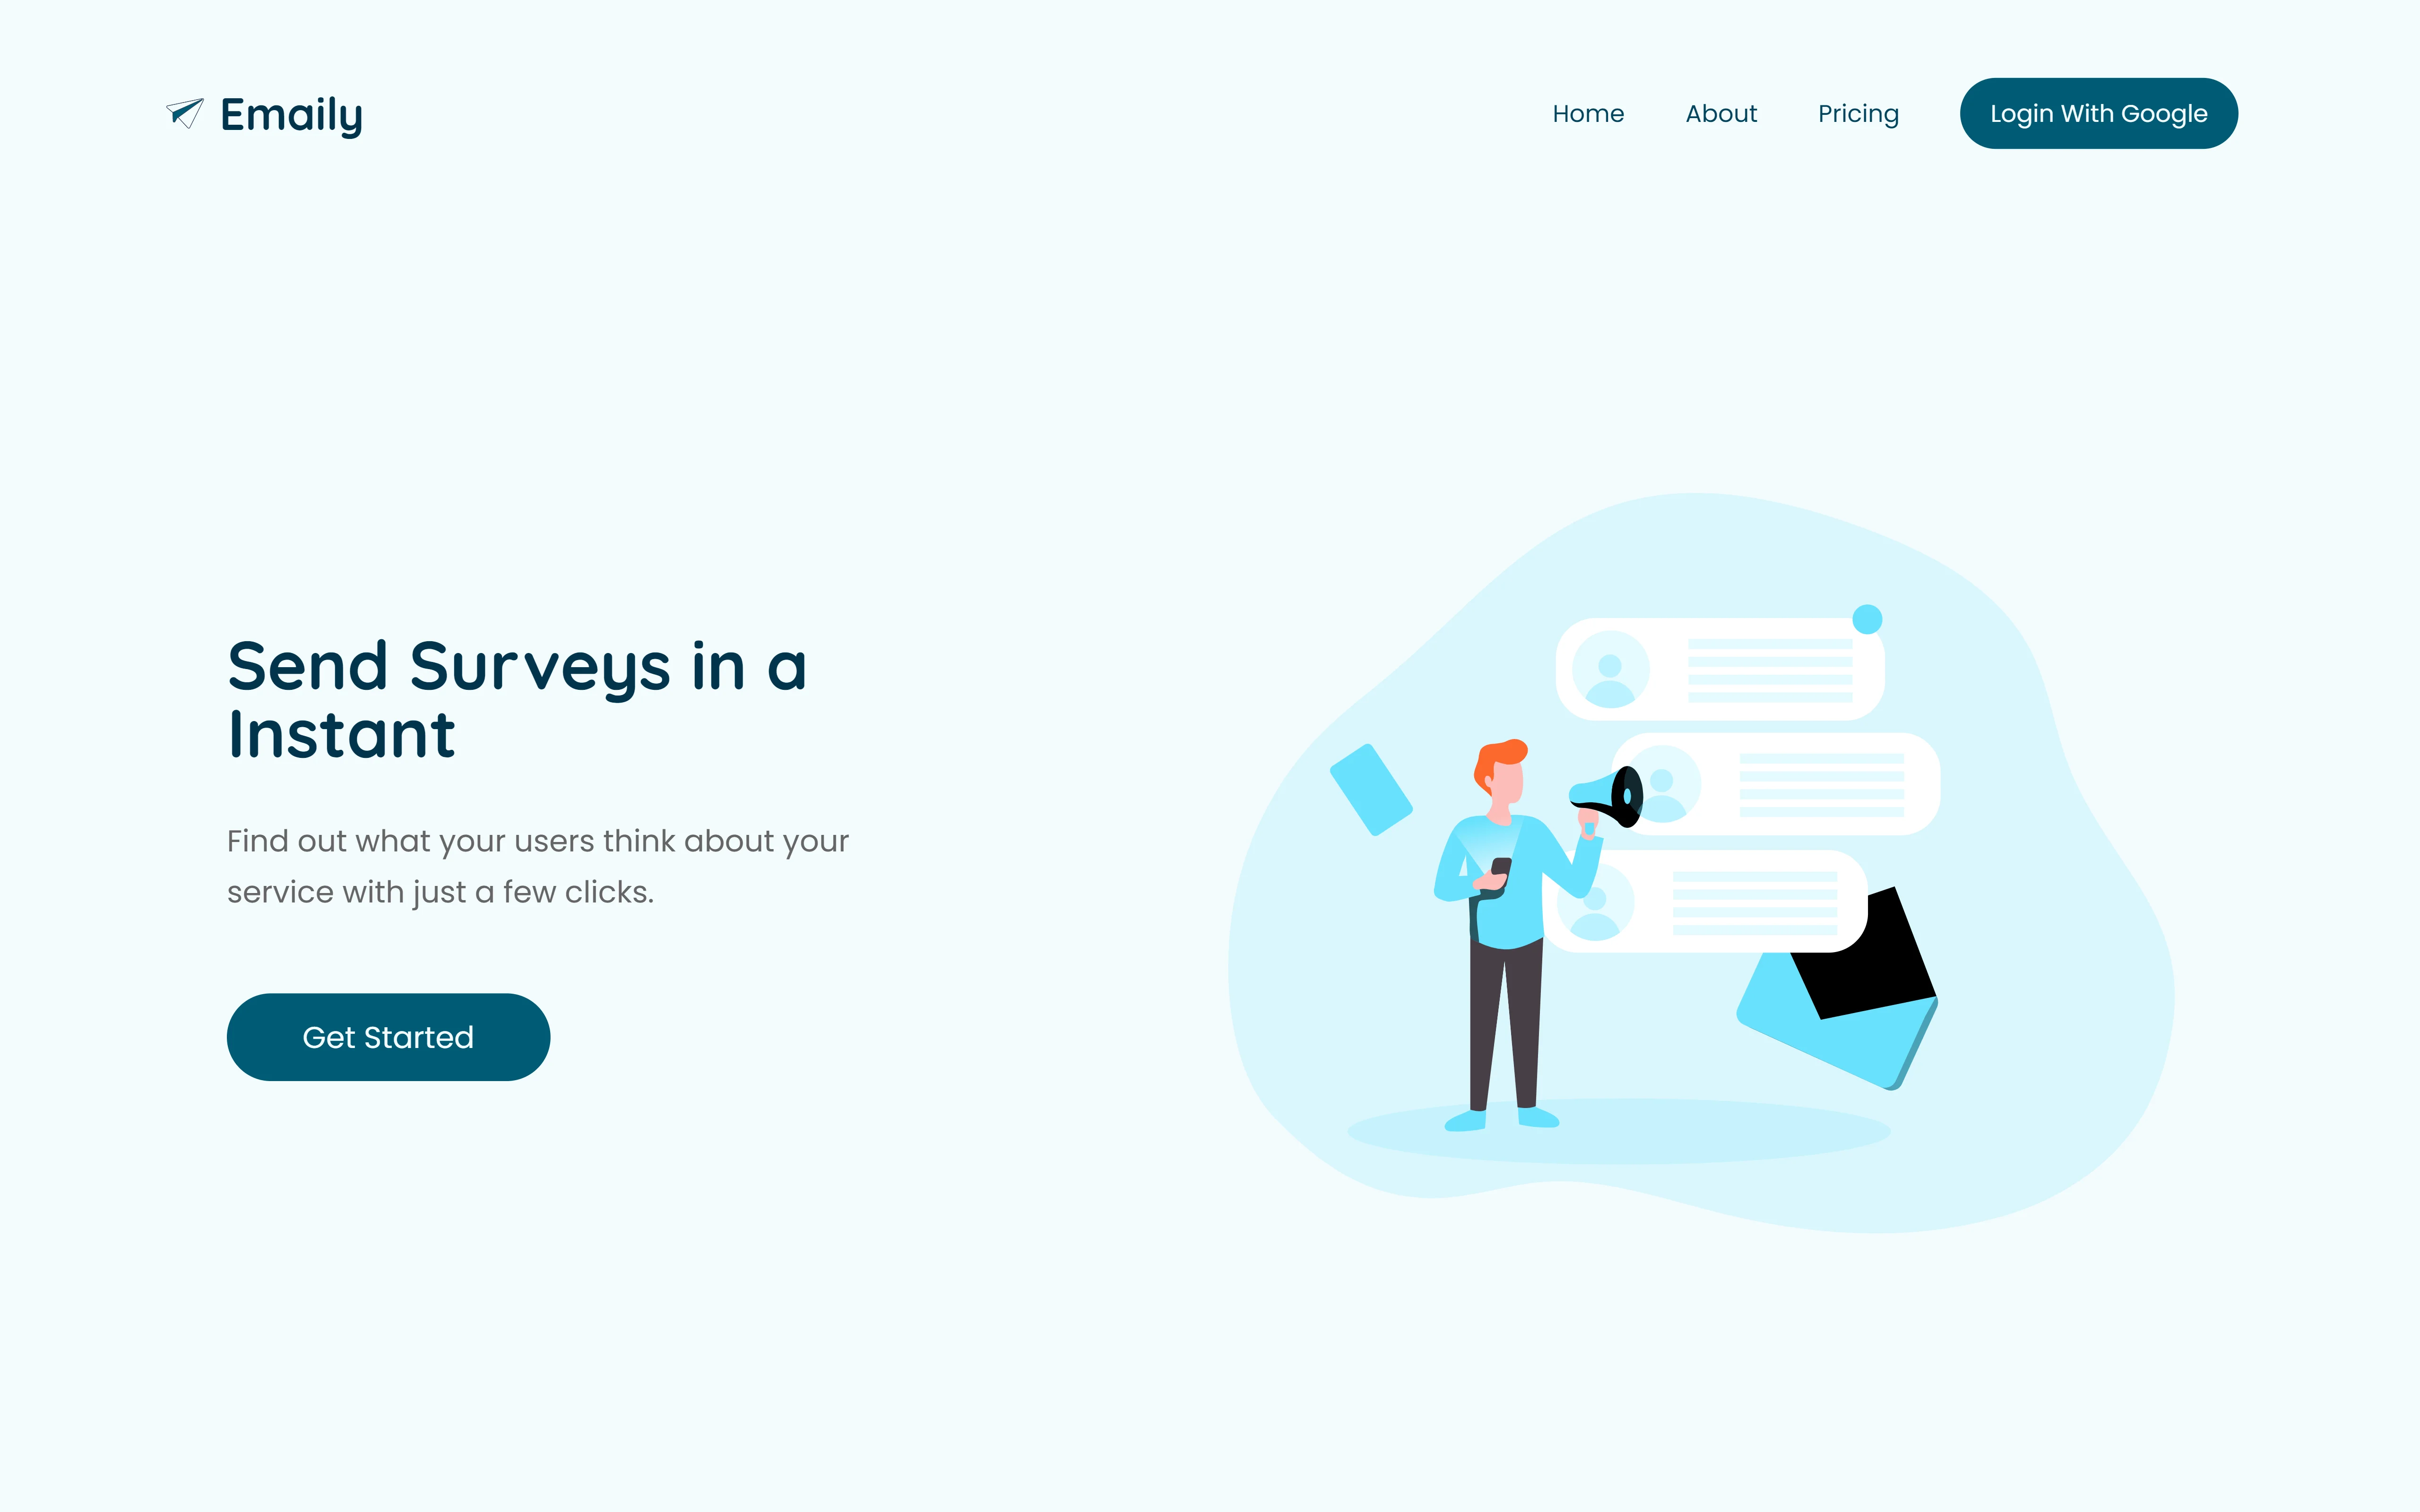 Emaily
Home About Pricing Login With Google
Send Surveys in a
Instant
Find out what your users think about your
service with just a few clicks.
Get Started